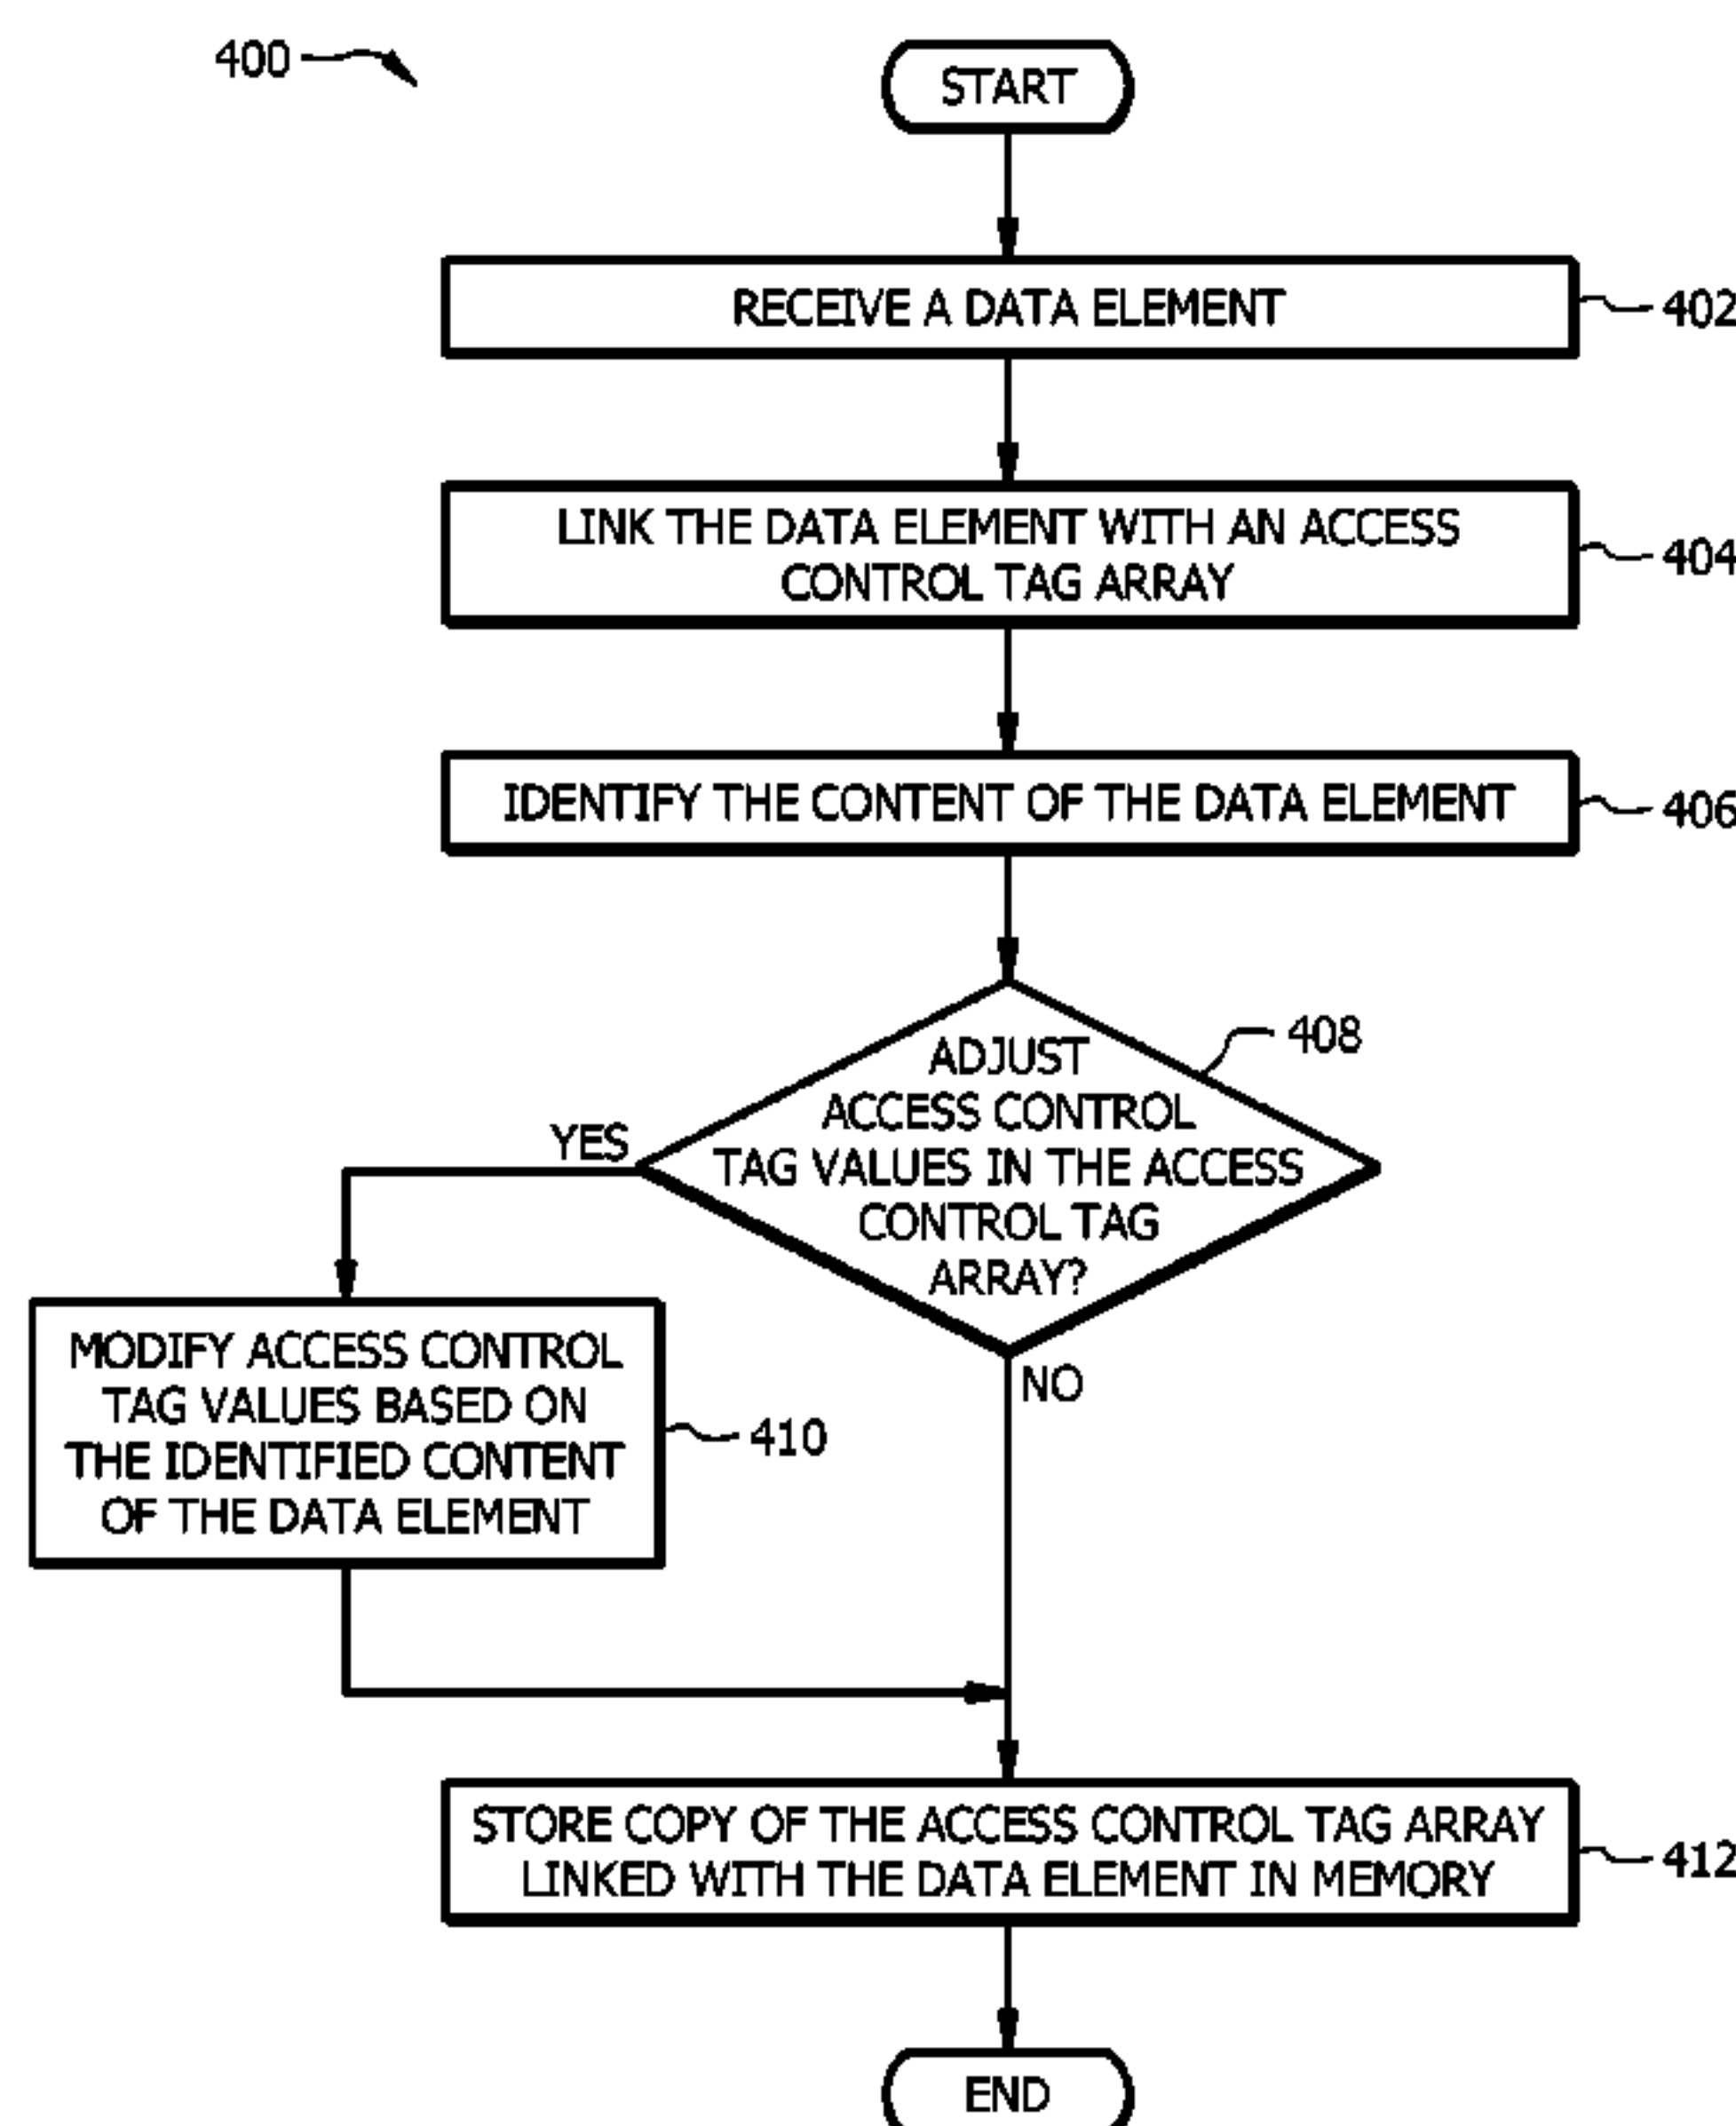 400
START
RECEIVE A DATA ELEMENT
402
LINK THE DATA ELEMENT WITH AN ACCESS
CONTROL TAG ARRAY
404
IDENTIFY THE CONTENT OF THE DATA ELEMENT
406
ADJUST
ACCESS CONTROL
TAG VALUES IN THE ACCESS
CONTROL TAG
ARRAY?
408
YES
NO
MODIFY ACCESS CONTROL
TAG VALUES BASED ON
THE IDENTIFIED CONTENT
OF THE DATA ELEMENT
410
STORE COPY OF THE ACCESS CONTROL TAG ARRAY
LINKED WITH THE DATA ELEMENT IN MEMORY
412
END